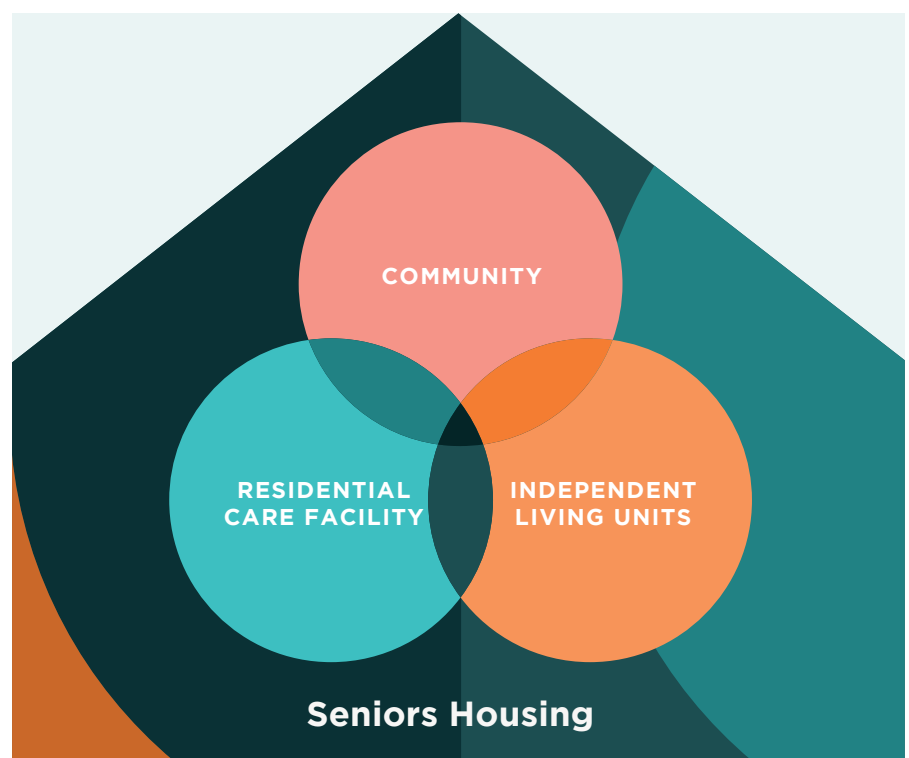 COMMUNITY
RESIDENTIAL
CARE FACILITY
INDEPENDENT
LIVING UNITS
Seniors Housing